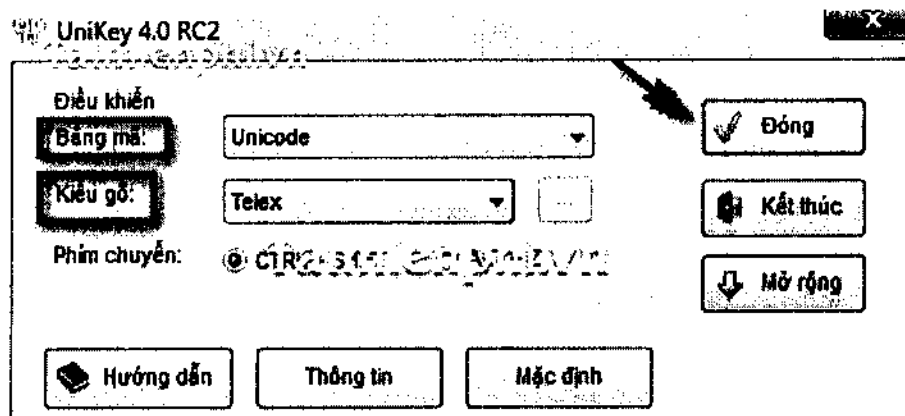 UniKey 4.0 RC2
X
Điều khiển
Bảng mã:
Unicode
Đóng
Kiểu gõ:
Telex
...
Kết thúc
Phím chuyển:
Mở rộng
Hướng dẫn
Thông tin
Mặc định